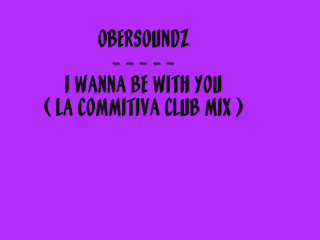 OBERSOUNDZ
- - - - -
I WANNA BE WITH YOU
( LA COMMITIVA CLUB MIX )